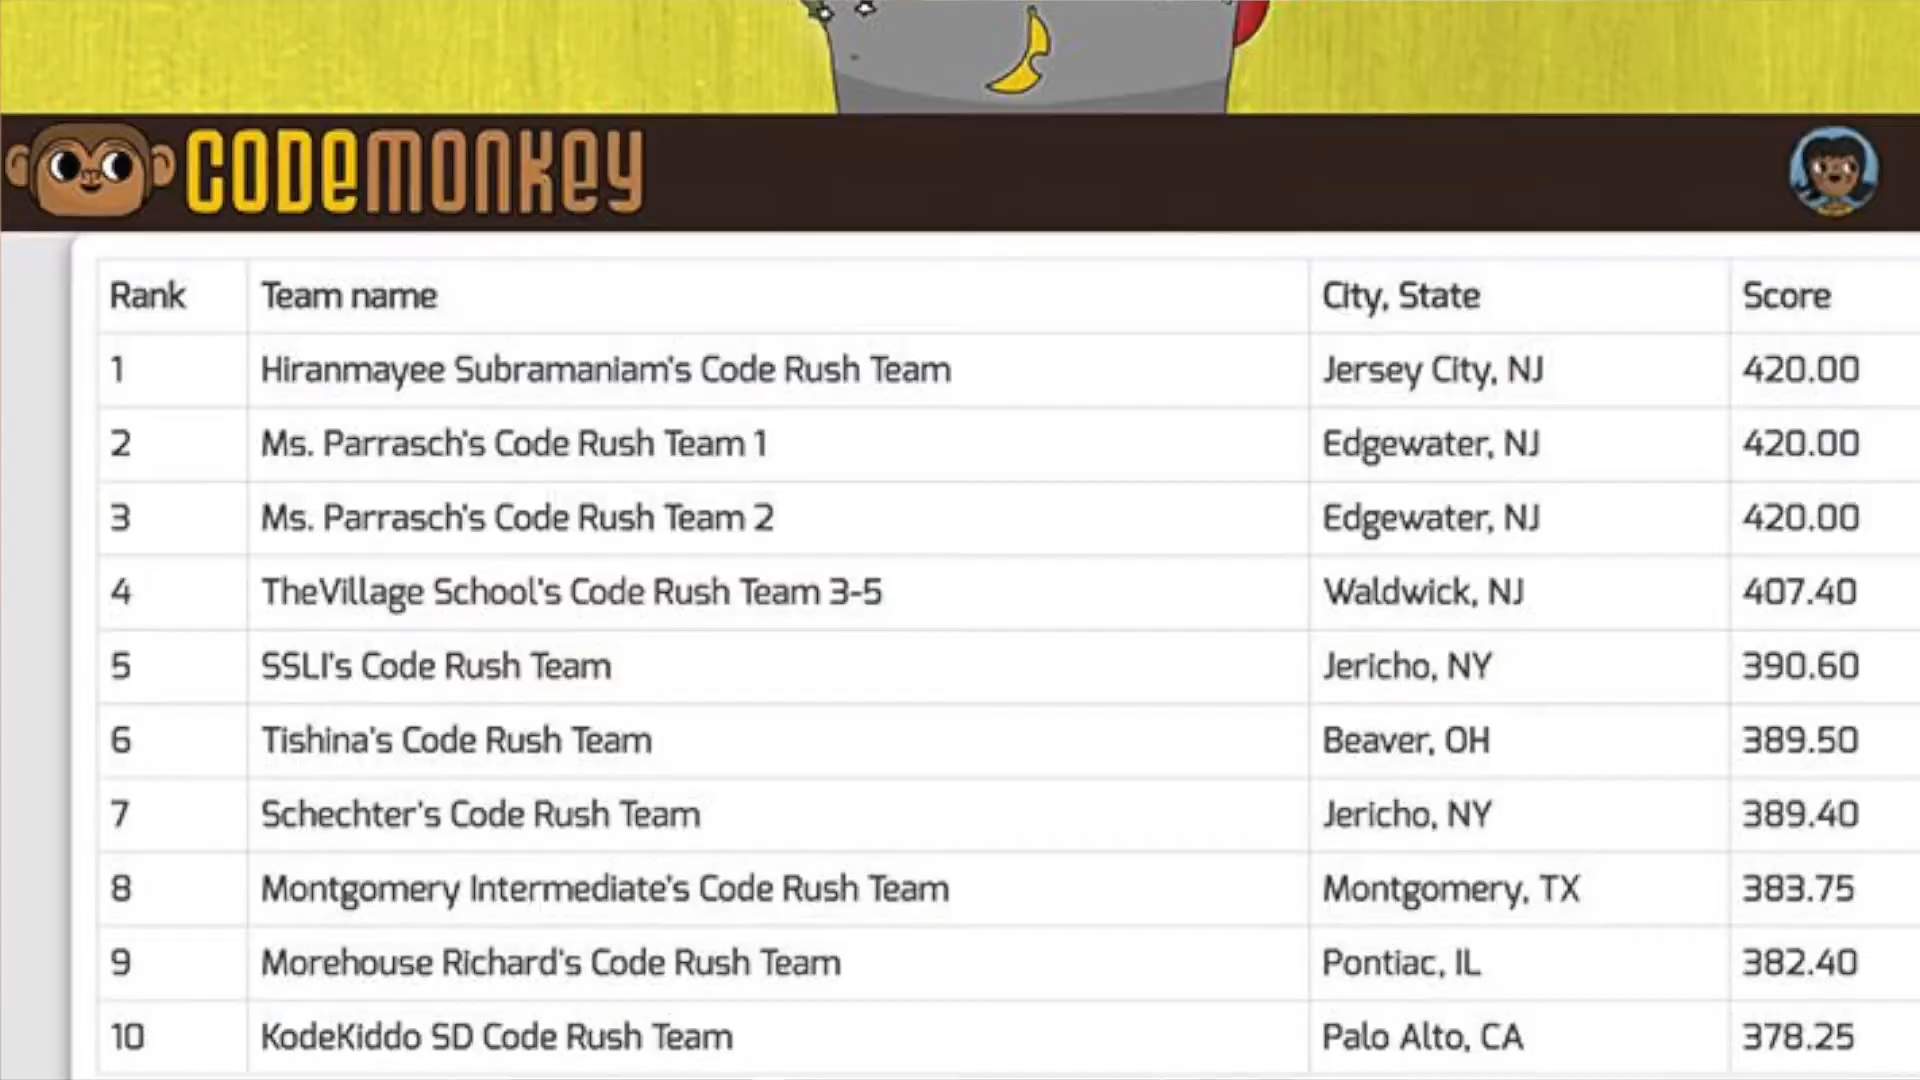 CODEMONKEY
Rank Team name City, State Score
1 Hiranmayee Subramaniam's Code Rush Team Jersey City, NJ 420.00
2 Ms. Parrasch's Code Rush Team 1 Edgewater, NJ 420.00
3 Ms. Parrasch's Code Rush Team 2 Edgewater, NJ 420.00
4 TheVillage School's Code Rush Team 3-5 Waldwick, NJ 407.40
5 SSLI's Code Rush Team Jericho, NY 390.60
6 Tishina's Code Rush Team Beaver, OH 389.50
7 Schechter's Code Rush Team Jericho, NY 389.40
8 Montgomery Intermediate's Code Rush Team Montgomery, TX 383.75
9 Morehouse Richard's Code Rush Team Pontiac, IL 382.40
10 KodeKiddo SD Code Rush Team Palo Alto, CA 378.25